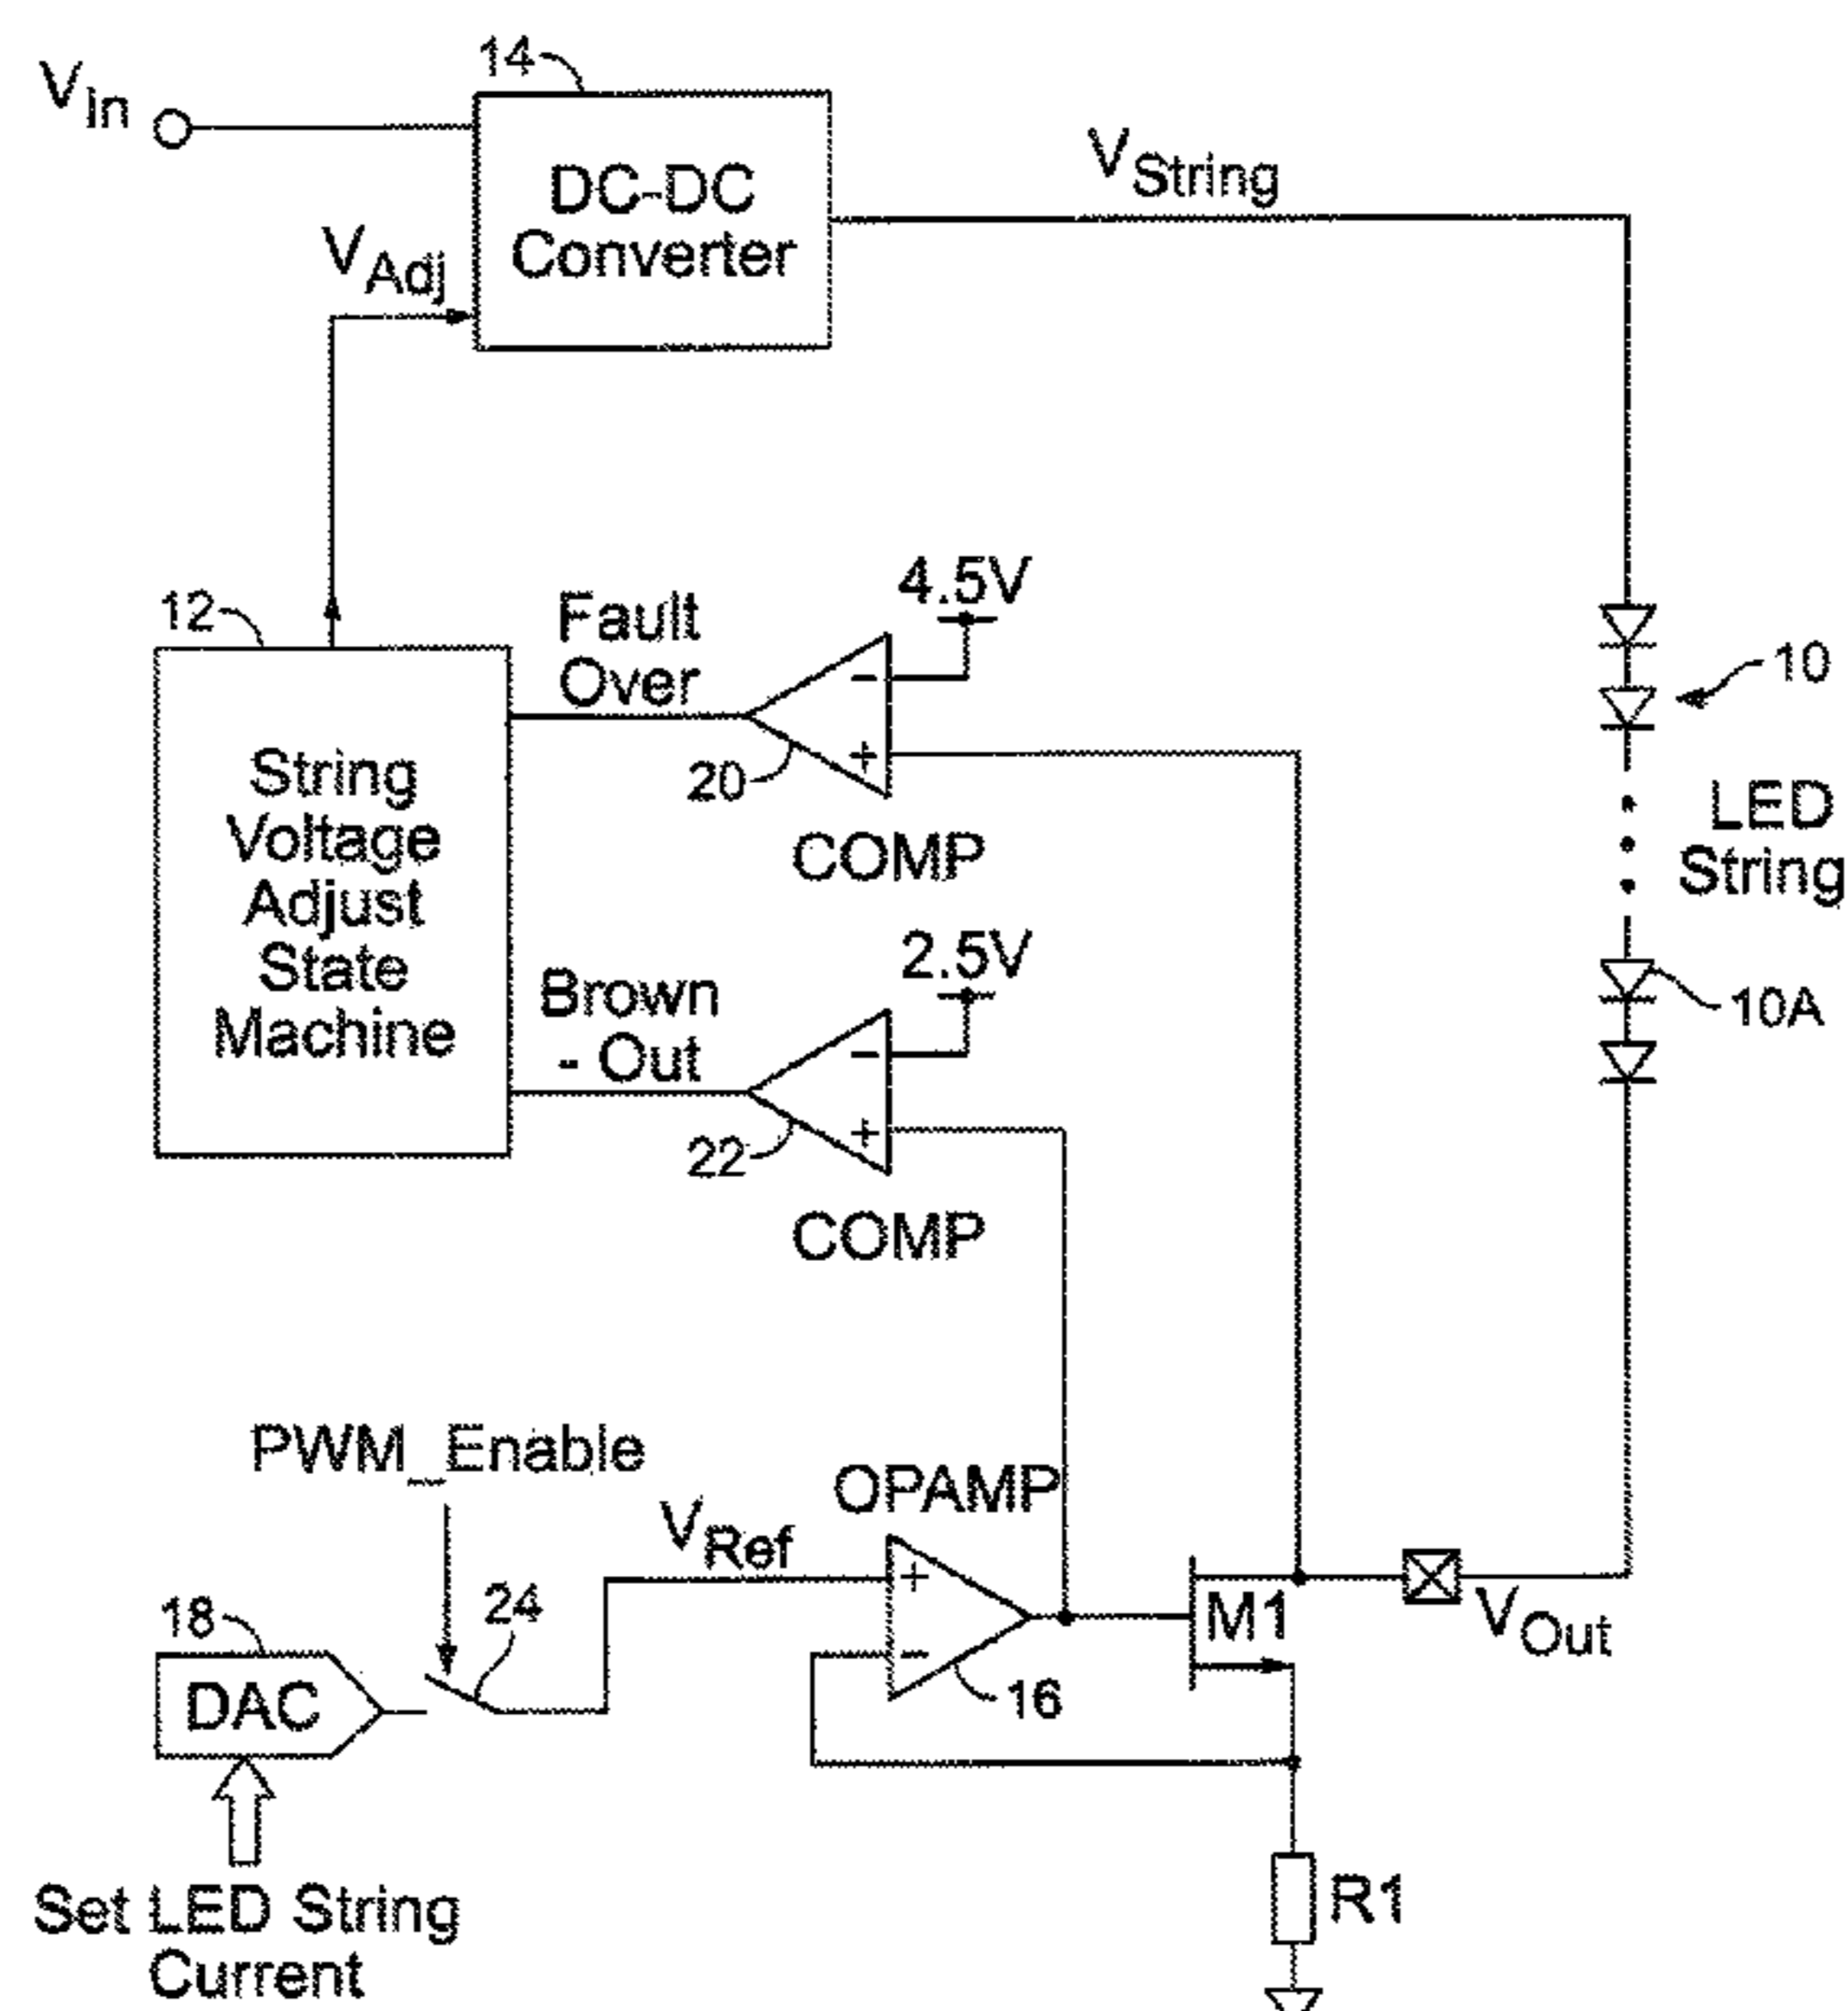 14
V In
DC-DC
Converter
V String
V Adj
12
Fault
Over
4.5V
-
+
20
COMP
10
LED
String
String
Voltage
Adjust
State
Machine
Brown
- Out
2.5V
-
+
22
COMP
10A
PWM_Enable
OPAMP
V Ref
+
-
16
M1
V Out
18
24
DAC
R1
Set LED String
Current